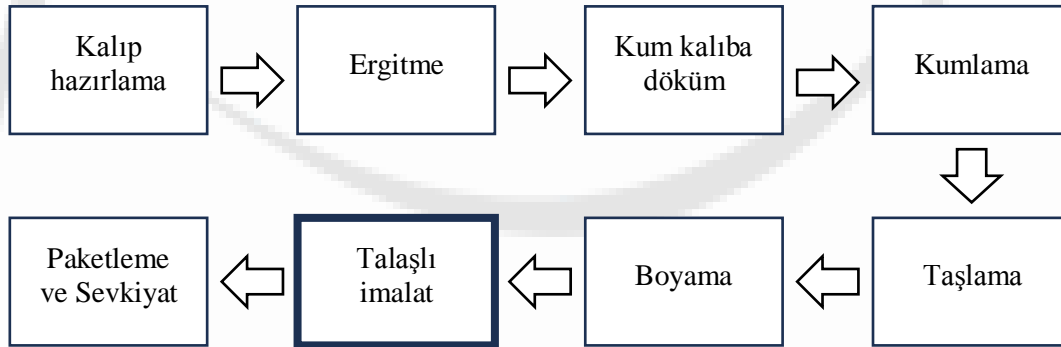 Kalıp
hazırlama
Ergitme
Kum kalıba
döküm
Kumlama
Taşlama
Boyama
Talaşlı
imalat
Paketleme
ve Sevkiyat